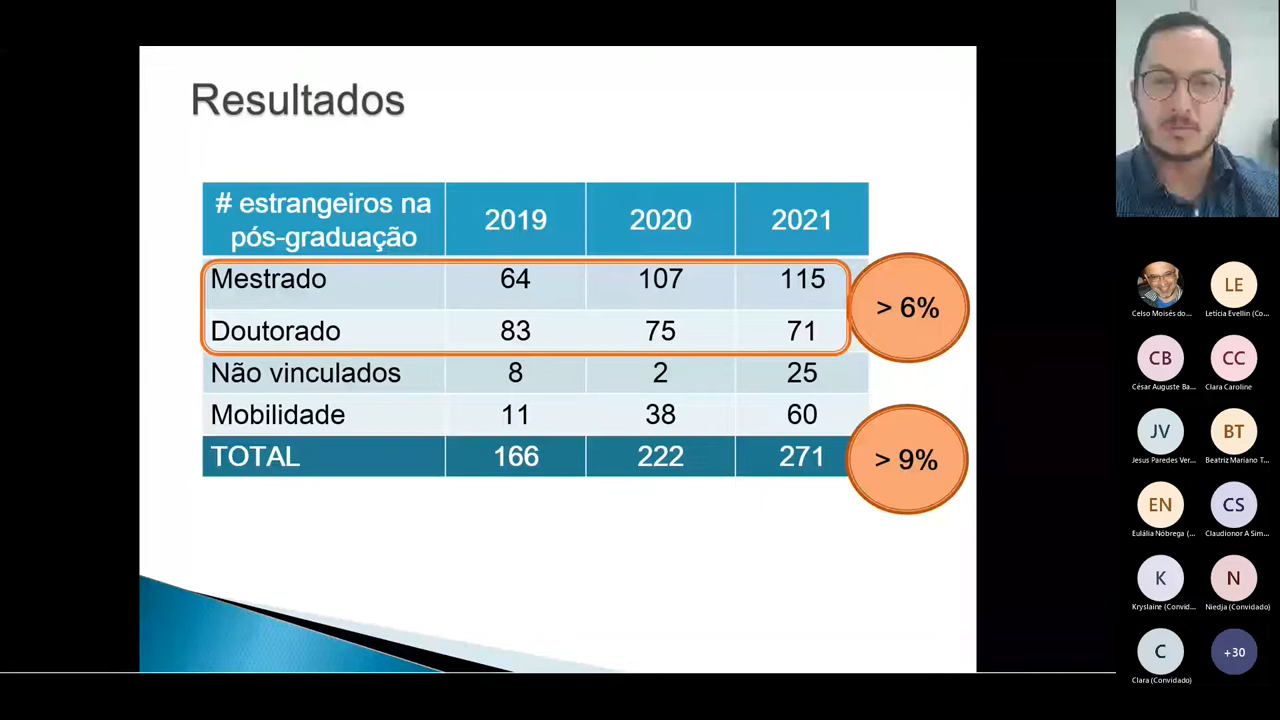 Resultados
# estrangeiros na
pós-graduação
2019
2020
2021
Mestrado
64
107
115
Doutorado
83
75
71
Não vinculados
8
2
25
Mobilidade
11
38
60
TOTAL
166
222
271
> 6%
> 9%
Celso Moisés do...
LE
Letícia Evellin (Co...
CB
César Auguste Ba...
CC
Clara Caroline
JV
Jesus Paredes Ver...
BT
Beatriz Mariano T...
EN
Eulália Nóbrega (...
CS
Claudionor A Sim...
K
Kryslaine (Convid...
N
Niedja (Convidado)
C
Clara (Convidado)
+30